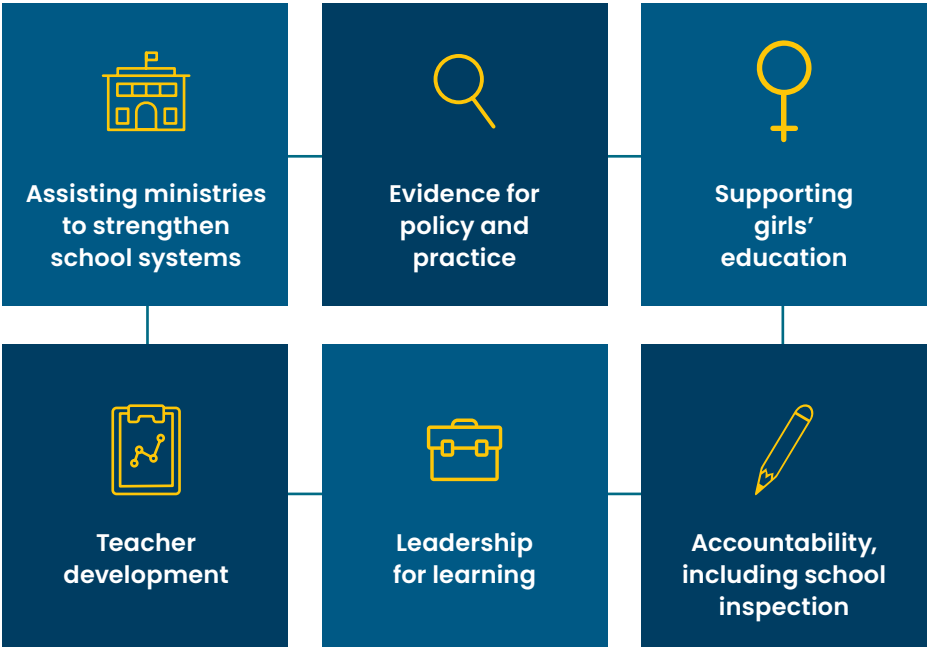 Assisting ministries
to strengthen
school systems
Evidence for
policy and
practice
Supporting
girls’
education
Teacher
development
Leadership
for learning
Accountability,
including school
inspection